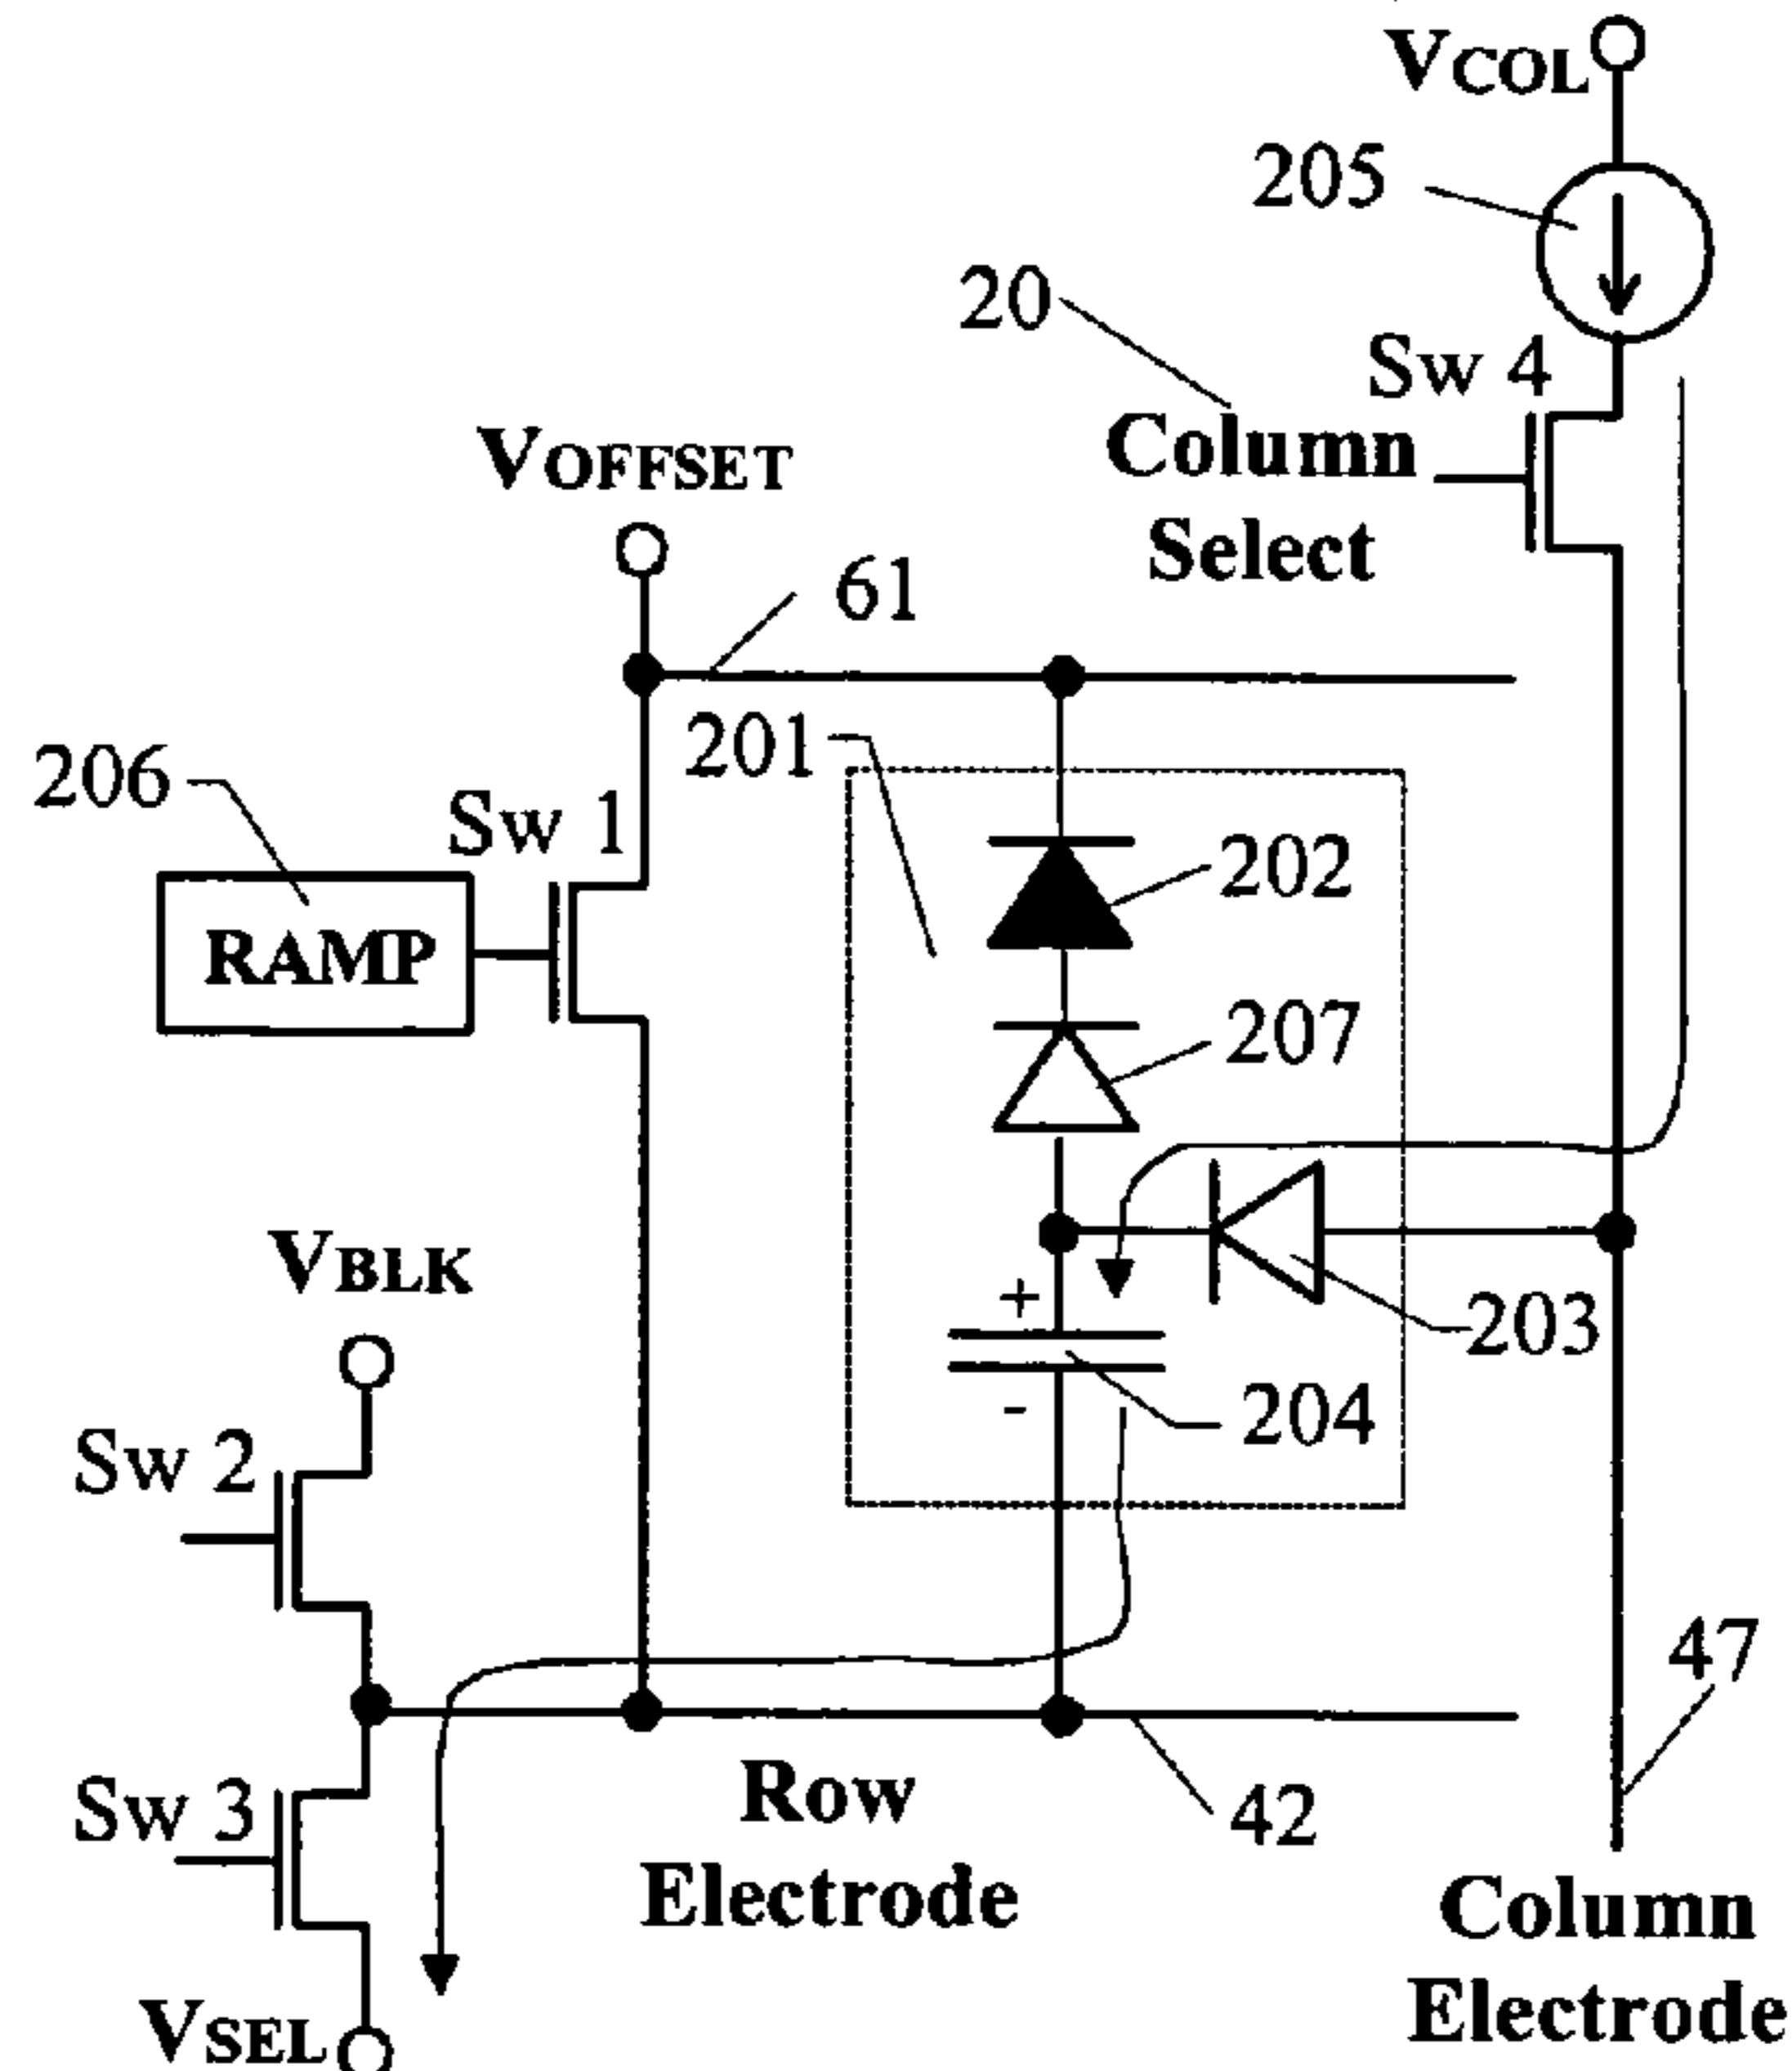 VCOL
205
20
Sw 4
Column
Select
VOFFSET
61
201
206
Sw 1
202
RAMP
207
VBLK
+
203
-
204
Sw 2
47
Sw 3
Row
Electrode
42
Column
Electrode
VSEL